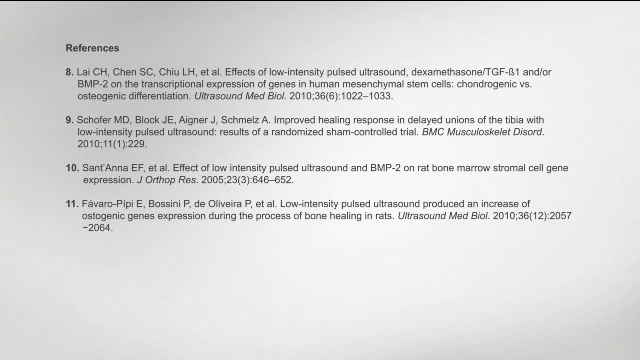 References
8. Lai CH, Chen SC, Chiu LH, et al. Effects of low-intensity pulsed ultrasound, dexamethasone/TGF-ß1 and/or
BMP-2 on the transcriptional expression of genes in human mesenchymal stem cells: chondrogenic vs.
osteogenic differentiation. Ultrasound Med Biol. 2010;36(6):1022–1033.
9. Schofer MD, Block JE, Aigner J, Schmelz A. Improved healing response in delayed unions of the tibia with
low-intensity pulsed ultrasound: results of a randomized sham-controlled trial. BMC Musculoskelet Disord.
2010;11(1):229.
10. Sant'Anna EF, et al. Effect of low intensity pulsed ultrasound and BMP-2 on rat bone marrow stromal cell gene
expression. J Orthop Res. 2005;23(3):646–652.
11. Fávaro-Pípi E, Bossini P, de Oliveira P, et al. Low-intensity pulsed ultrasound produced an increase of
ostogenic genes expression during the process of bone healing in rats. Ultrasound Med Biol. 2010;36(12):2057
−2064.